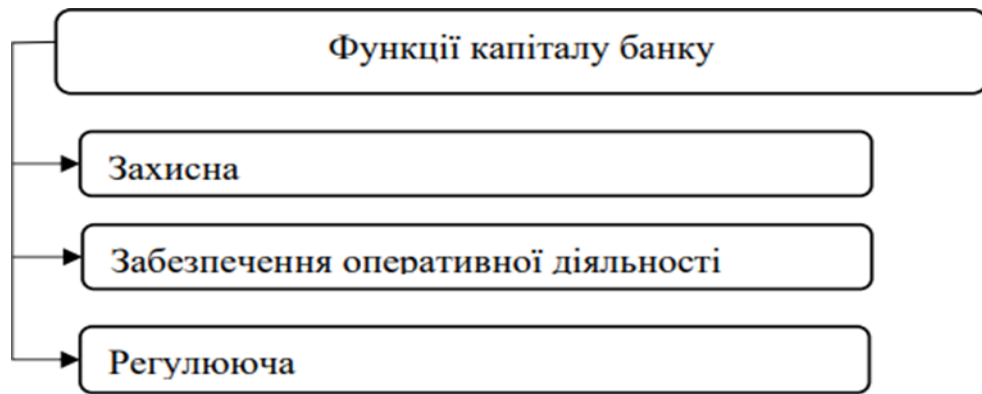 Функції капіталу банку
Захисна
Забезпечення оперативної діяльності
Регулююча